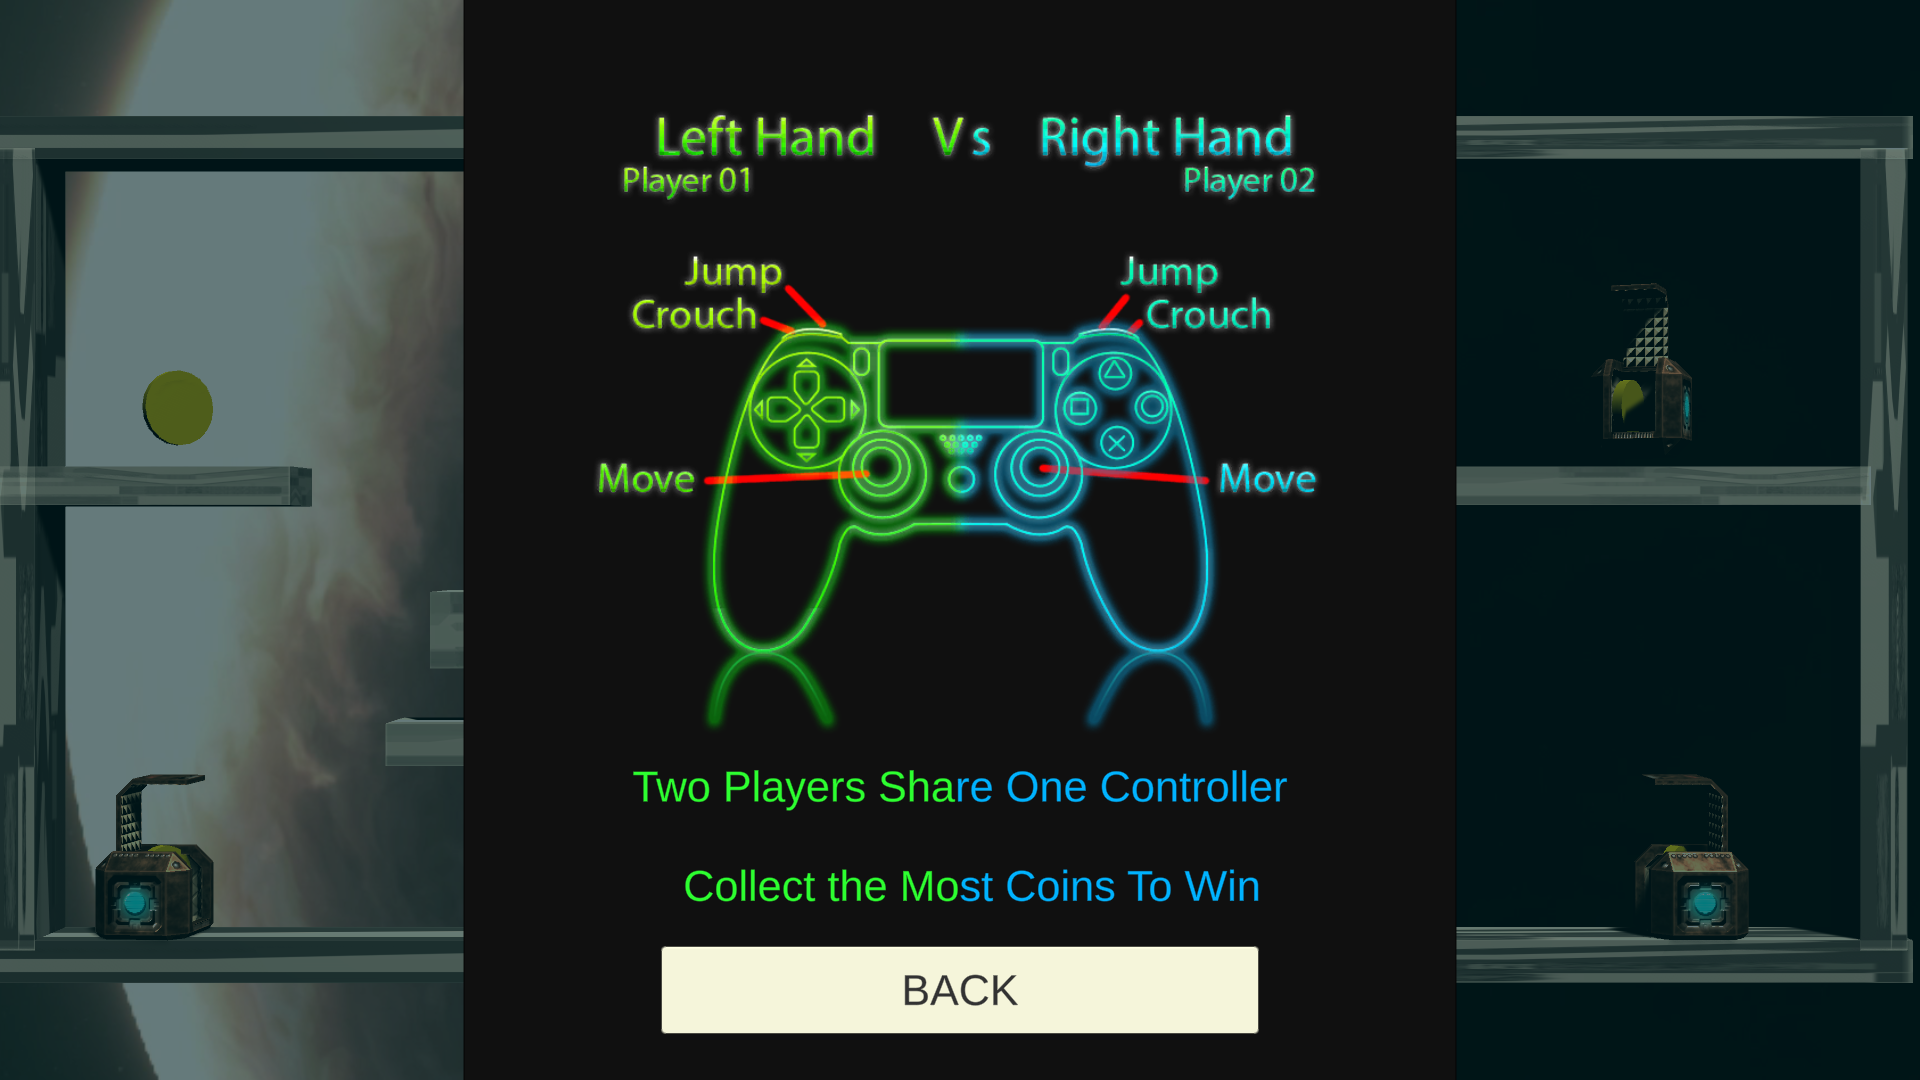 Left Hand Vs Right Hand
Player 01 Player 02
Jump Jump
Crouch Crouch
Move Move
Two Players Share One Controller
Collect the Most Coins To Win
BACK